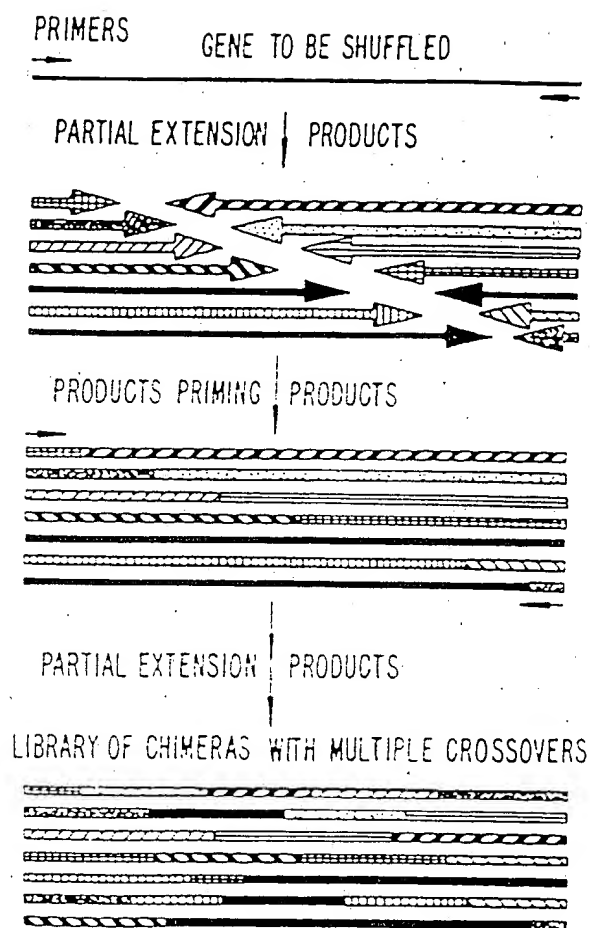 PRIMERS
GENE TO BE SHUFFLED
PARTIAL EXTENSION PRODUCTS
PRODUCTS PRIMING PRODUCTS
PARTIAL EXTENSION PRODUCTS
LIBRARY OF CHIMERAS WITH MULTIPLE CROSSOVERS